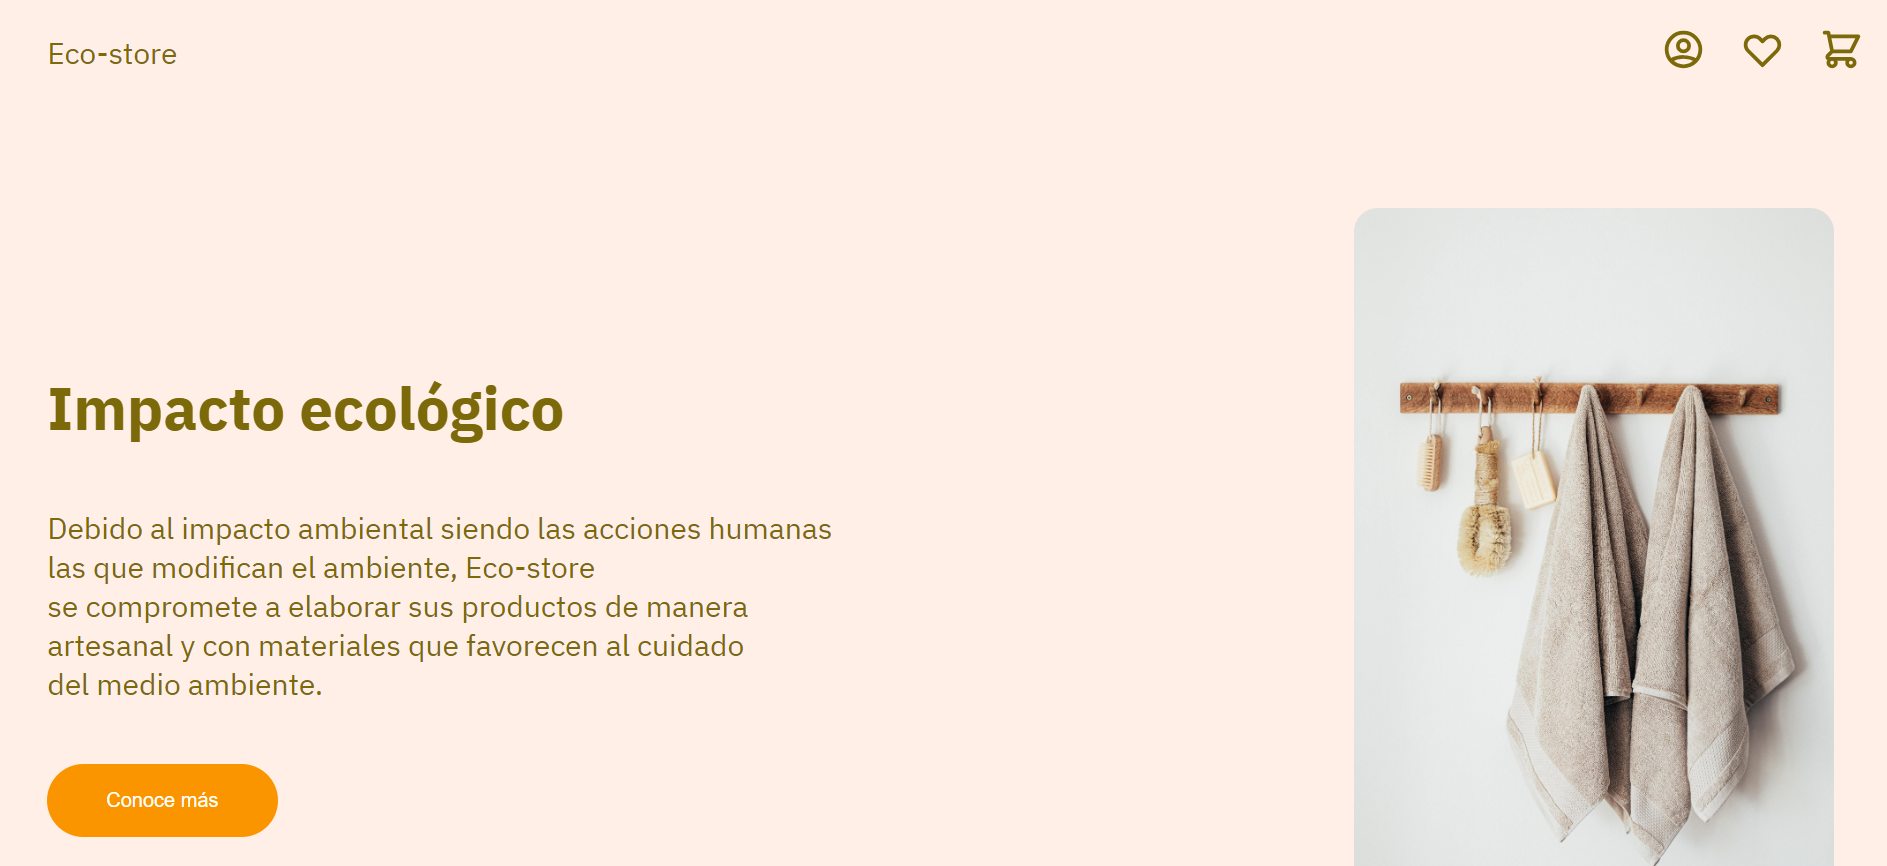 Eco-store
Impacto ecológico
Debido al impacto ambiental siendo las acciones humanas
las que modifican el ambiente, Eco-store
se compromete a elaborar sus productos de manera
artesanal y con materiales que favorecen al cuidado
del medio ambiente.
Conoce más